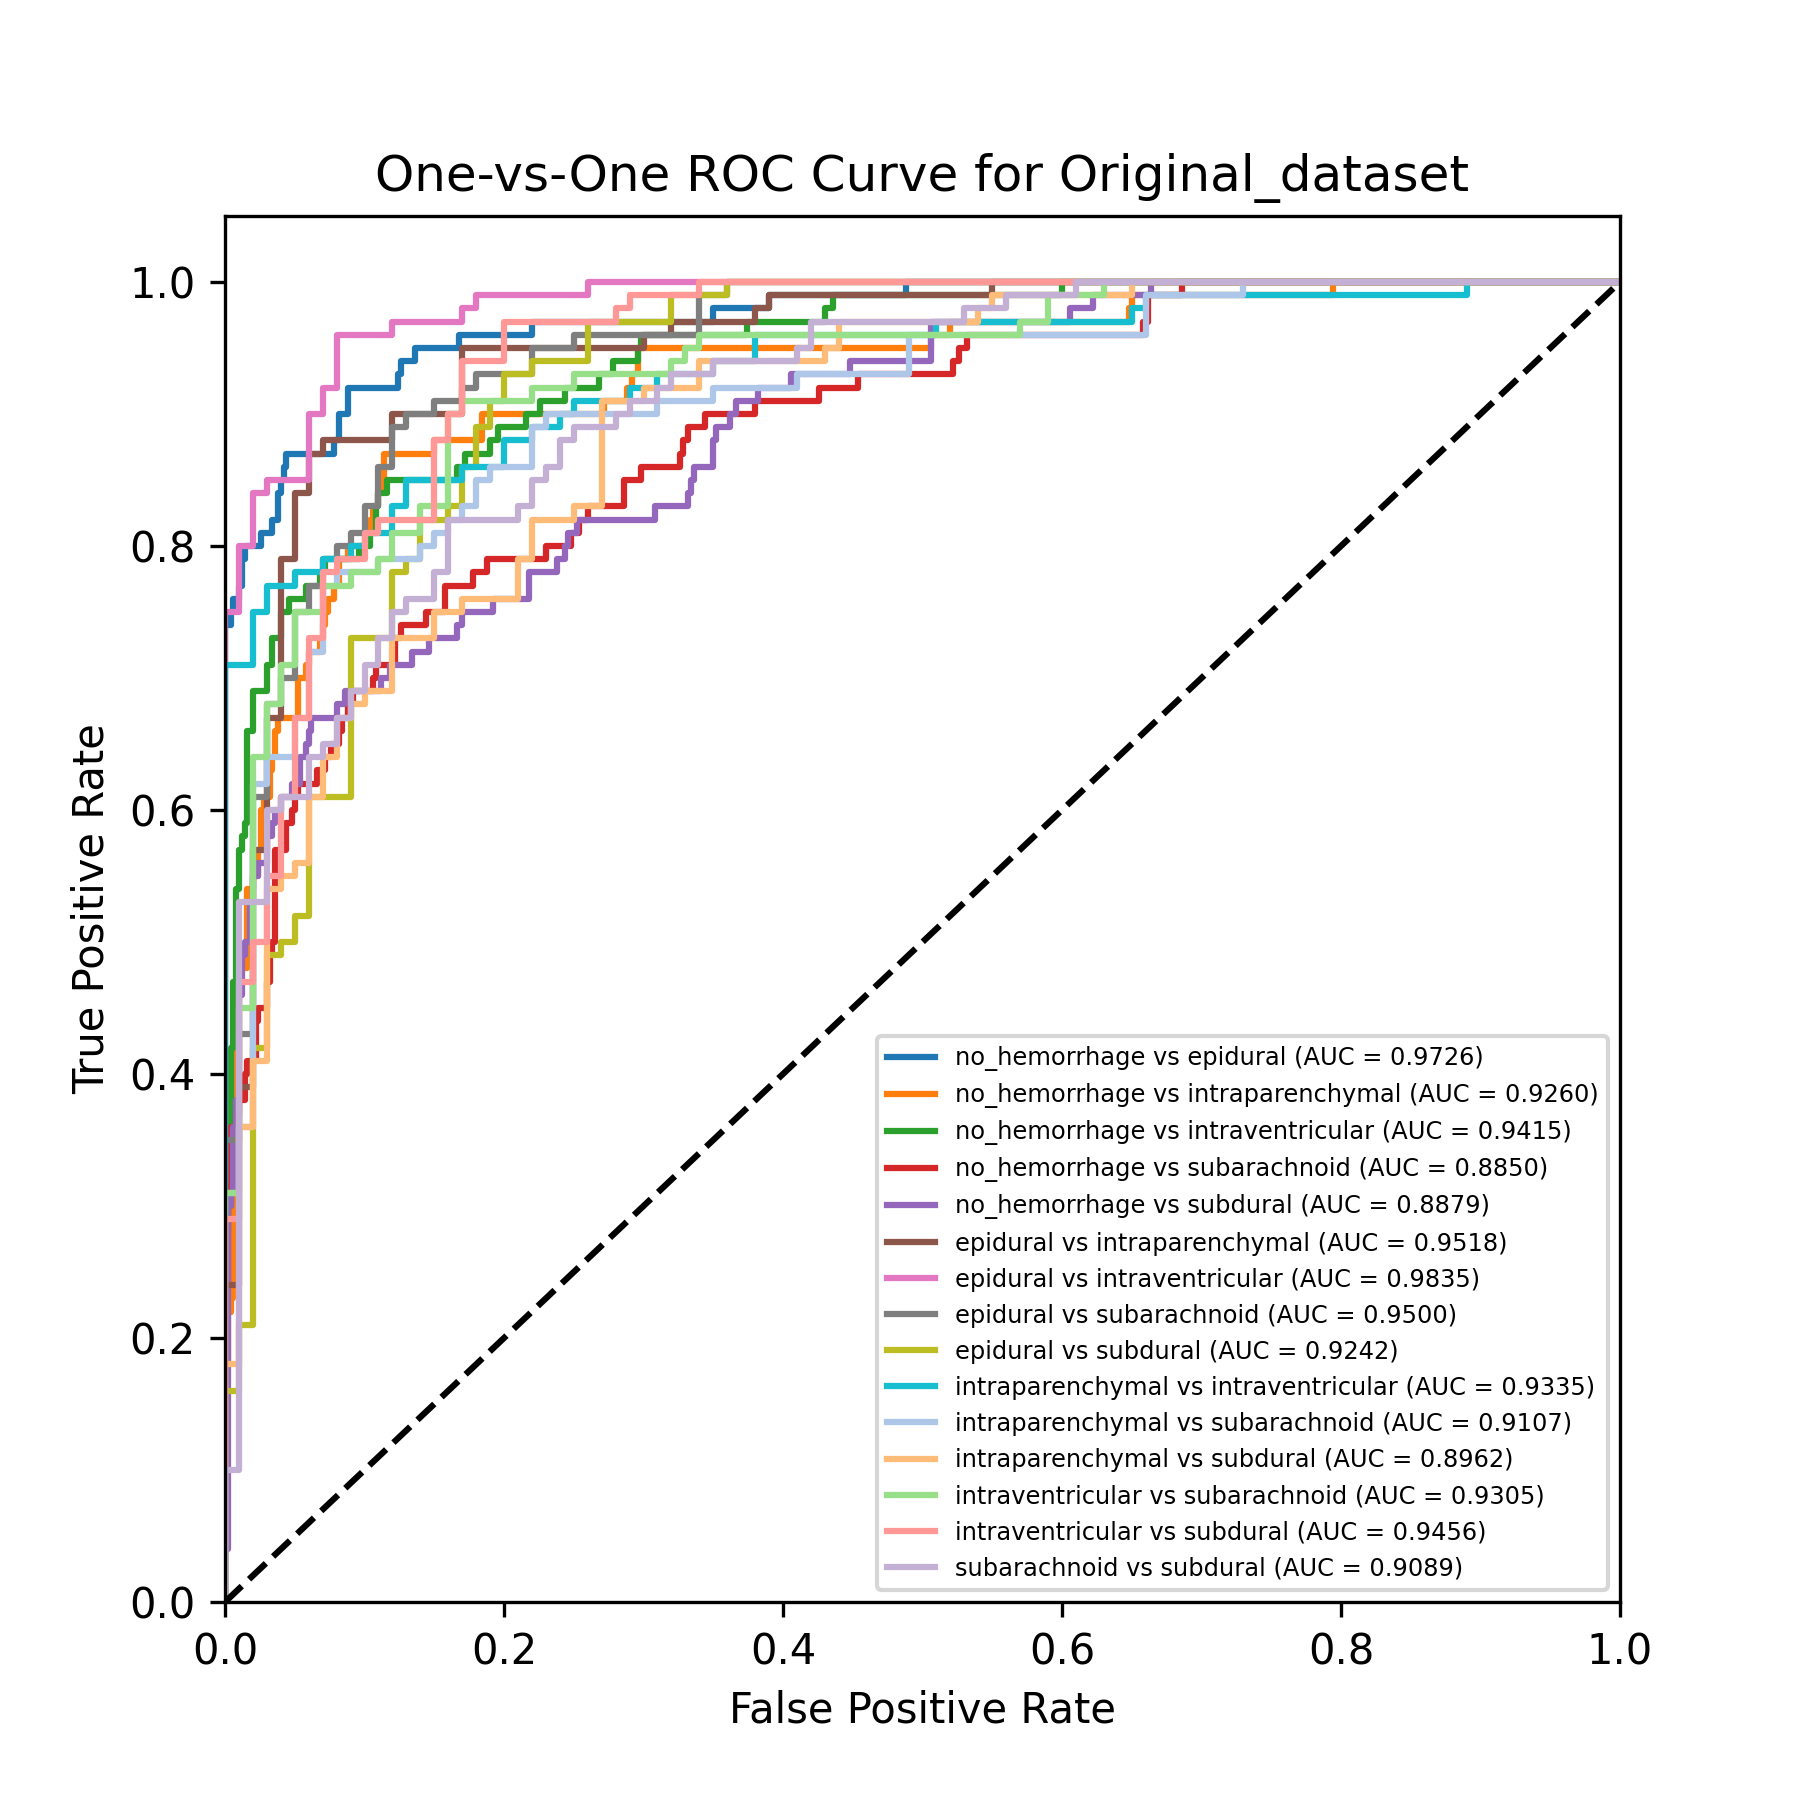 One-vs-One ROC Curve for Original_dataset
1.0
0.8
0.6
0.4
0.2
0.0
True Positive Rate
no_hemorrhage vs epidural (AUC = 0.9726)
no_hemorrhage vs intraparenchymal (AUC = 0.9260)
no_hemorrhage vs intraventricular (AUC = 0.9415)
no_hemorrhage vs subarachnoid (AUC = 0.8850)
no_hemorrhage vs subdural (AUC = 0.8879)
epidural vs intraparenchymal (AUC = 0.9518)
epidural vs intraventricular (AUC = 0.9835)
epidural vs subarachnoid (AUC = 0.9500)
epidural vs subdural (AUC = 0.9242)
intraparenchymal vs intraventricular (AUC = 0.9335)
intraparenchymal vs subarachnoid (AUC = 0.9107)
intraparenchymal vs subdural (AUC = 0.8962)
intraventricular vs subarachnoid (AUC = 0.9305)
intraventricular vs subdural (AUC = 0.9456)
subarachnoid vs subdural (AUC = 0.9089)
0.0 0.2 0.4 0.6 0.8 1.0
False Positive Rate